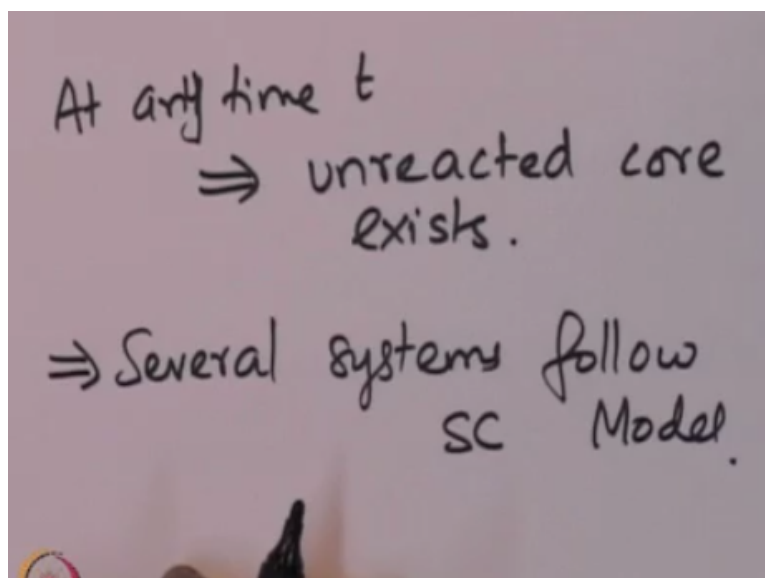 At any time t
⇒ unreacted core
exists.
⇒ Several systems follow
SC Model.